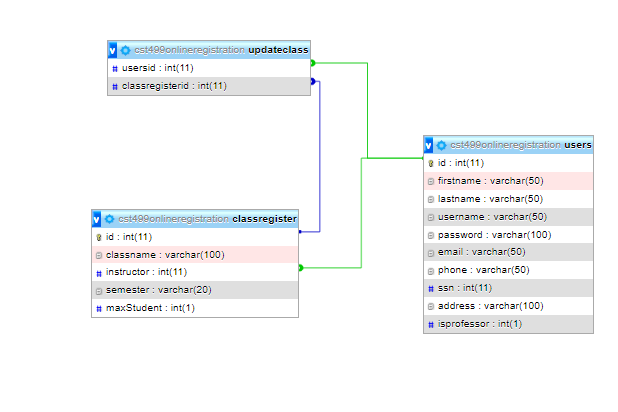 v cst499onlineregistration updateclass
# usersid : int(11)
# classregisterid : int(11)
v cst499onlineregistration users
id : int(11)
firstname : varchar(50)
lastname : varchar(50)
username : varchar(50)
password : varchar(100)
email : varchar(50)
phone : varchar(50)
# ssn : int(11)
address : varchar(100)
# isprofessor : int(1)
v cst499onlineregistration classregister
id : int(11)
classname : varchar(100)
# instructor : int(11)
semester : varchar(20)
# maxStudent : int(1)